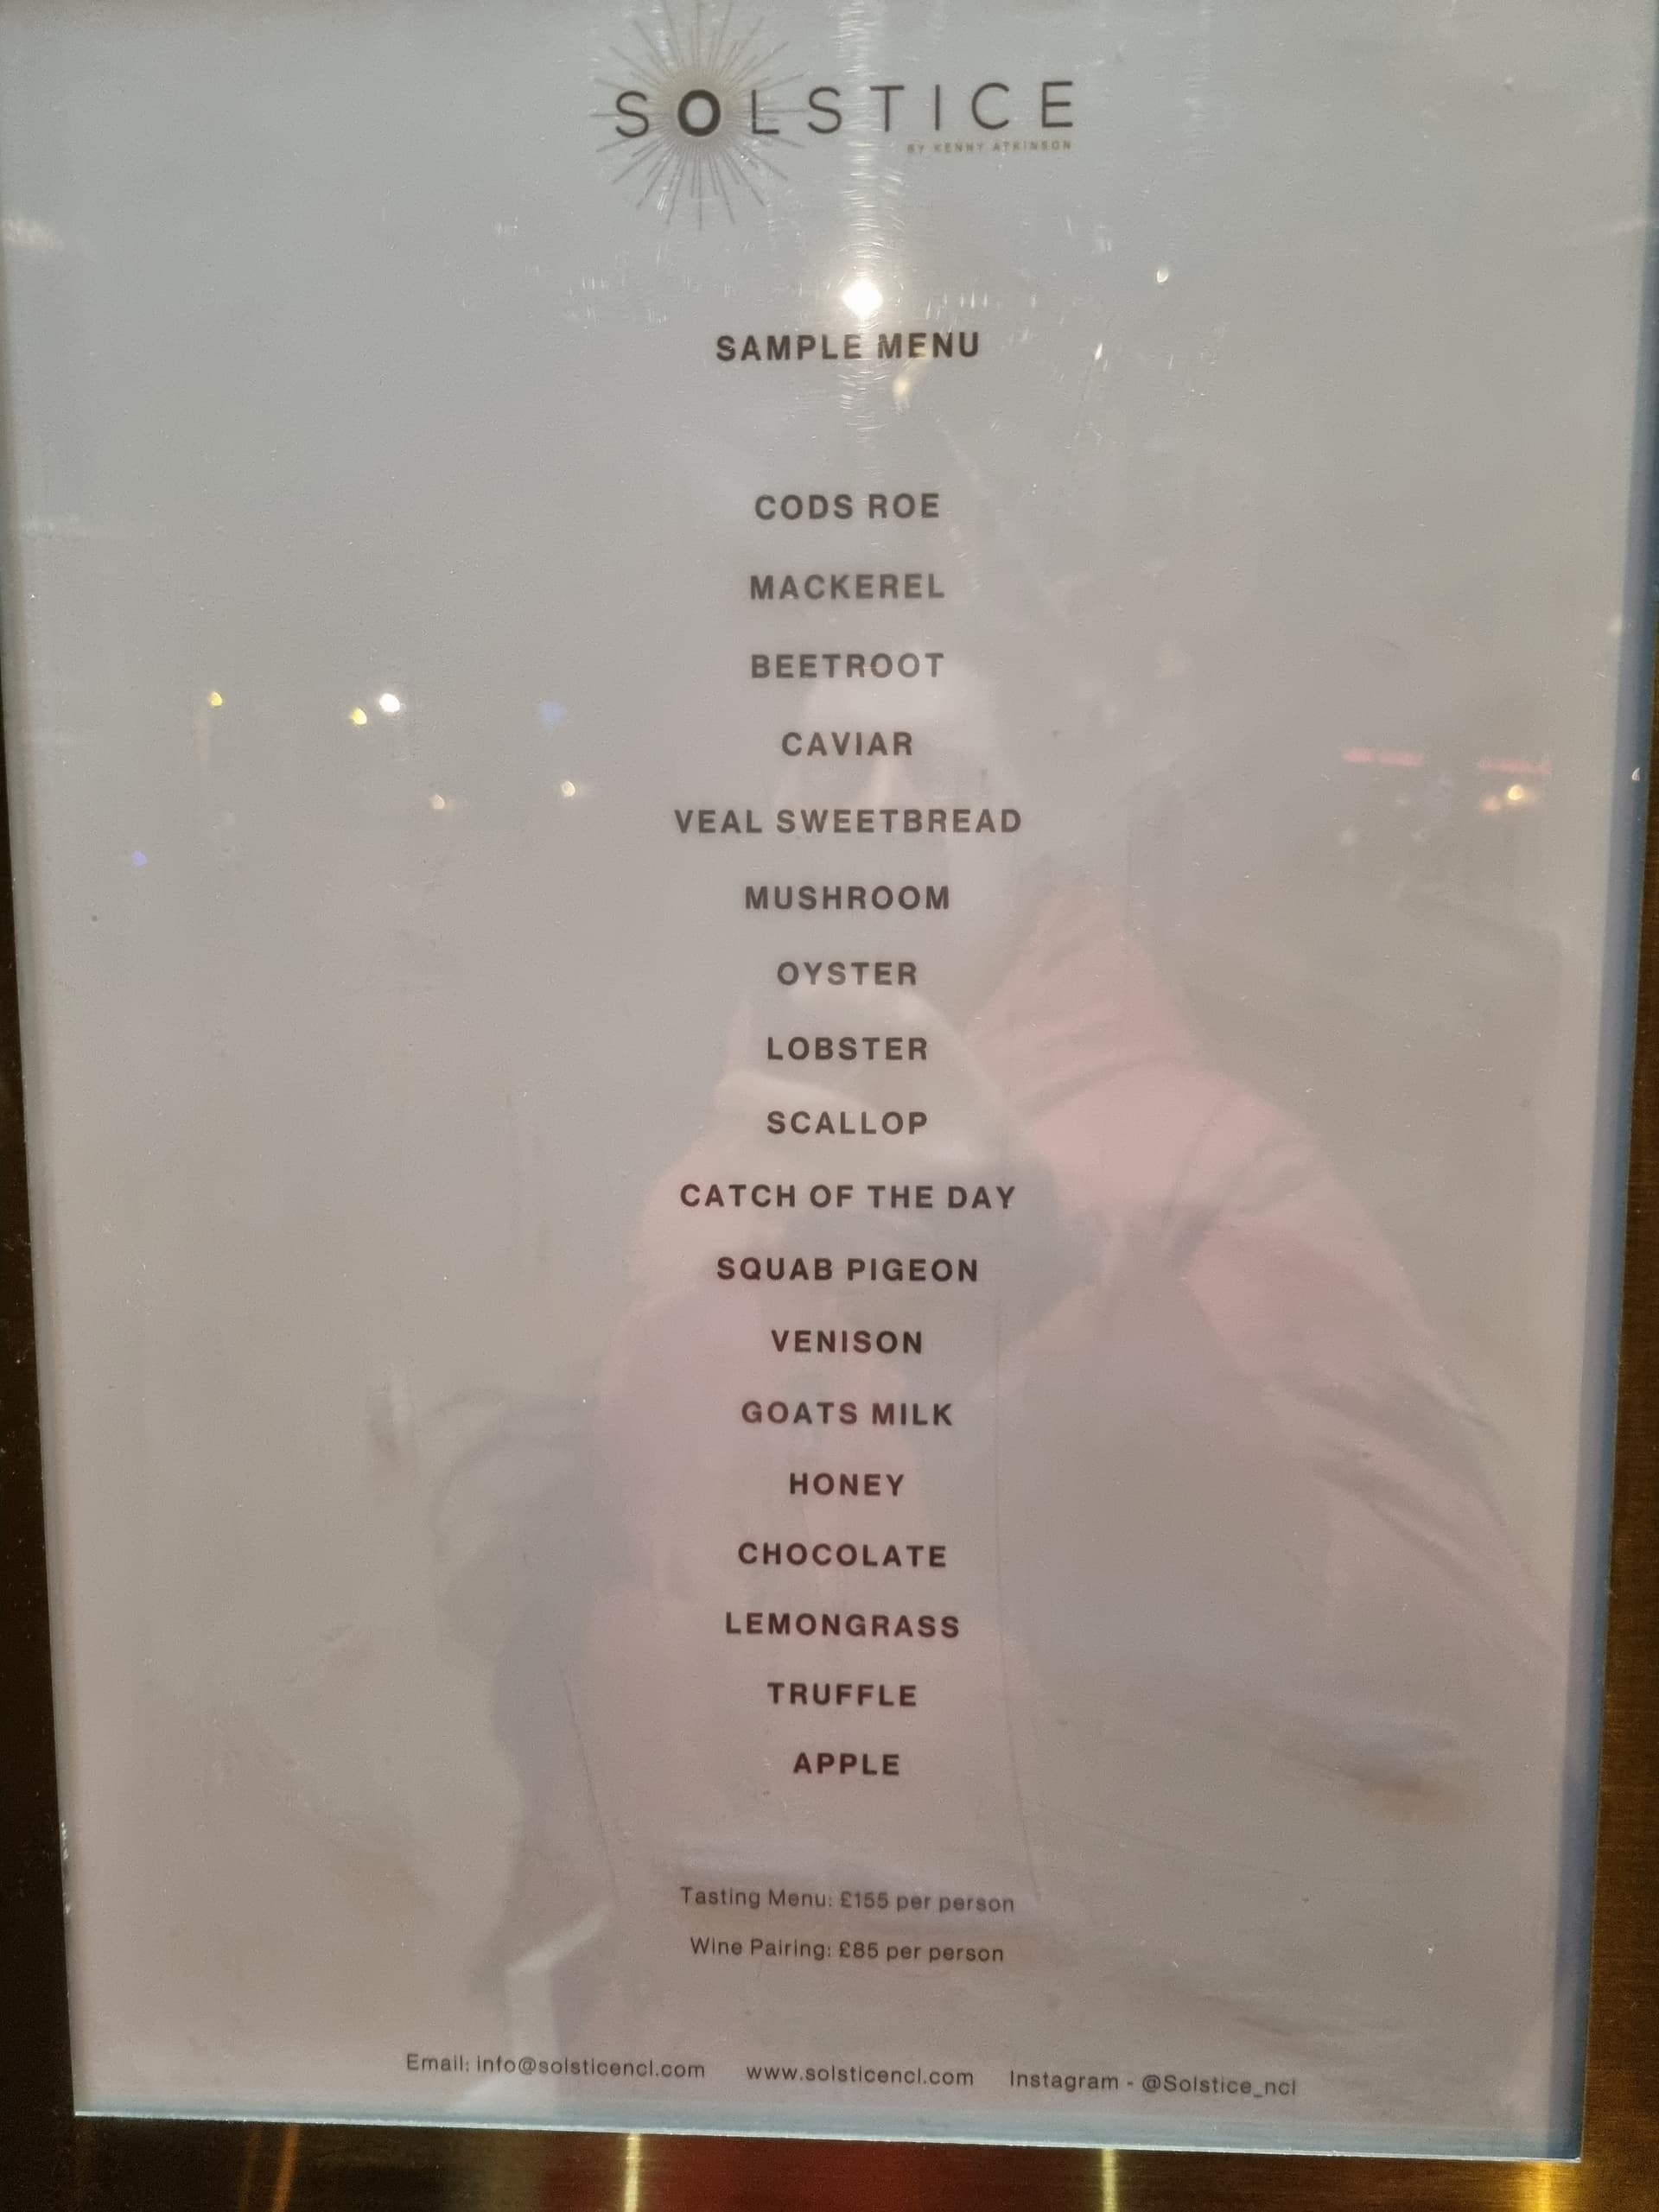 SOLSTICE
BY KENNY ATKINSON
SAMPLE MENU
CODS ROE
MACKEREL
BEETROOT
CAVIAR
VEAL SWEETBREAD
MUSHROOM
OYSTER
LOBSTER
SCALLOP
CATCH OF THE DAY
SQUAB PIGEON
VENISON
GOATS MILK
HONEY
CHOCOLATE
LEMONGRASS
TRUFFLE
APPLE
Tasting Menu: £155 per person
Wine Pairing: £85 per person
Email: info@solsticencl.com www.solsticencl.com Instagram - @Solstice_ncl